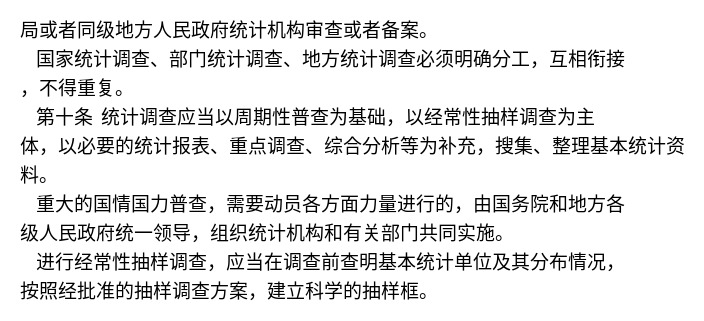 局或者同级地方人民政府统计机构审查或者备案。
国家统计调查、部门统计调查、地方统计调查必须明确分工，互相衔接
，不得重复。
第十条 统计调查应当以周期性普查为基础，以经常性抽样调查为主
体，以必要的统计报表、重点调查、综合分析等为补充，搜集、整理基本统计资
料。
重大的国情国力普查，需要动员各方面力量进行的，由国务院和地方各
级人民政府统一领导，组织统计机构和有关部门共同实施。
进行经常性抽样调查，应当在调查前查明基本统计单位及其分布情况，
按照经批准的抽样调查方案，建立科学的抽样框。